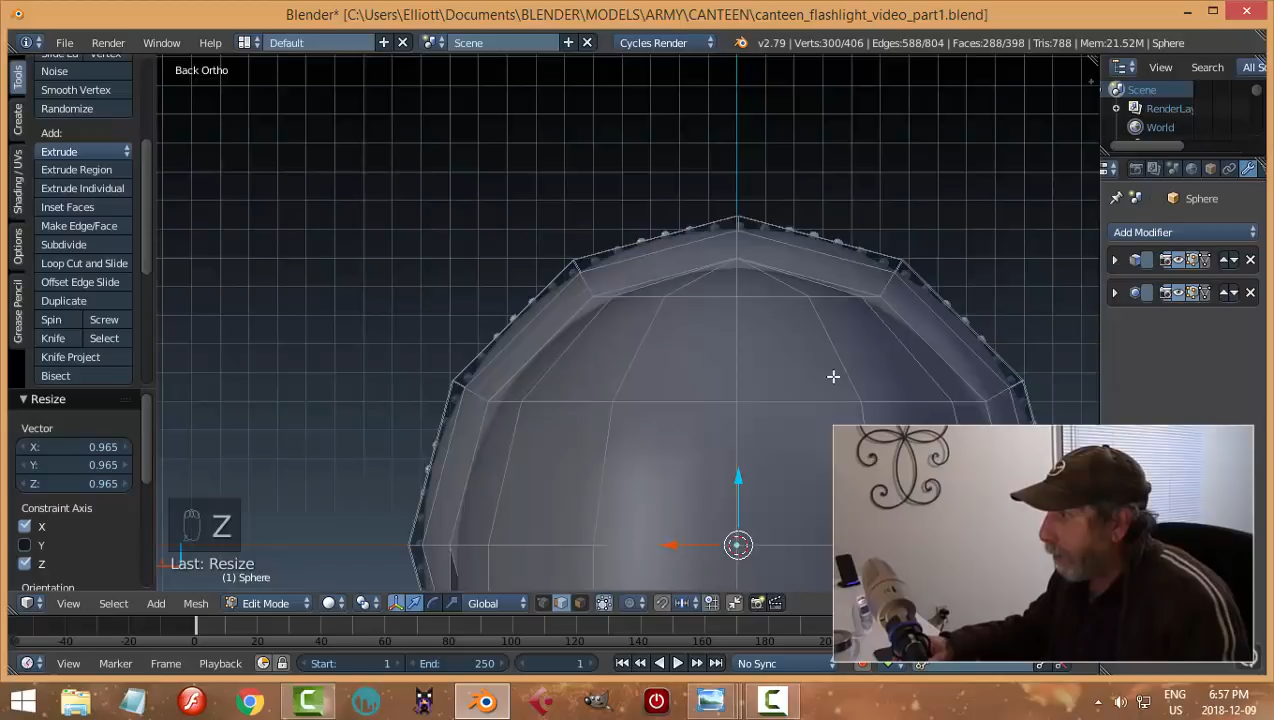 Blender* [C:\Users\Elliott\Documents\BLENDER\MODELS\ARMY\CANTEEN\canteen_flashlight_video_part1.blend]
File Render Window Help Default Scene Cycles Render v2.79 | Verts:300/406 | Edges:588/804 | Faces:288/398 | Tris:788 | Mem:21.52M | Sphere
View Search All S
Back Ortho
Tools
Create
Shading / UVs
Options
Grease Pencil
Noise
Smooth Vertex
Randomize
Add:
Extrude
Extrude Region
Extrude Individual
Inset Faces
Make Edge/Face
Subdivide
Loop Cut and Slide
Offset Edge Slide
Duplicate
Spin Screw
Knife Select
Knife Project
Bisect
Resize
Vector
X: 0.965
Y: 0.965
Z: 0.965
Constraint Axis
X
Y
Z
Orientation
Z
Last: Resize
(1) Sphere
Scene
RenderLay
World
Sphere
Add Modifier
View Select Add Mesh Edit Mode Global
-40 -20 0 20 40 60 80 100 120 140 160 180
View Marker Frame Playback Start: 1 End: 250 1 No Sync
ENG 6:57 PM
US 2018-12-09